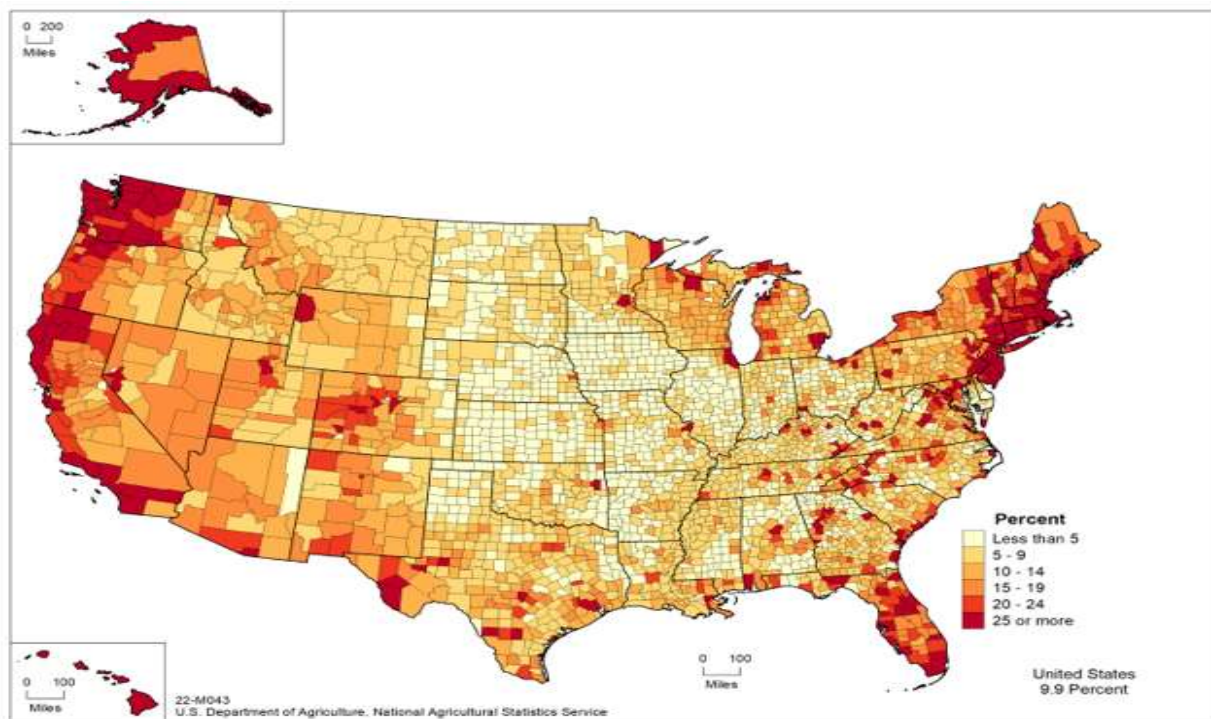 0 200
Miles
Percent
Less than 5
5 - 9
10 - 14
15 - 19
20 - 24
25 or more
0 100
Miles
0 100
Miles
United States
9.9 Percent
22-M043
U.S. Department of Agriculture, National Agricultural Statistics Service